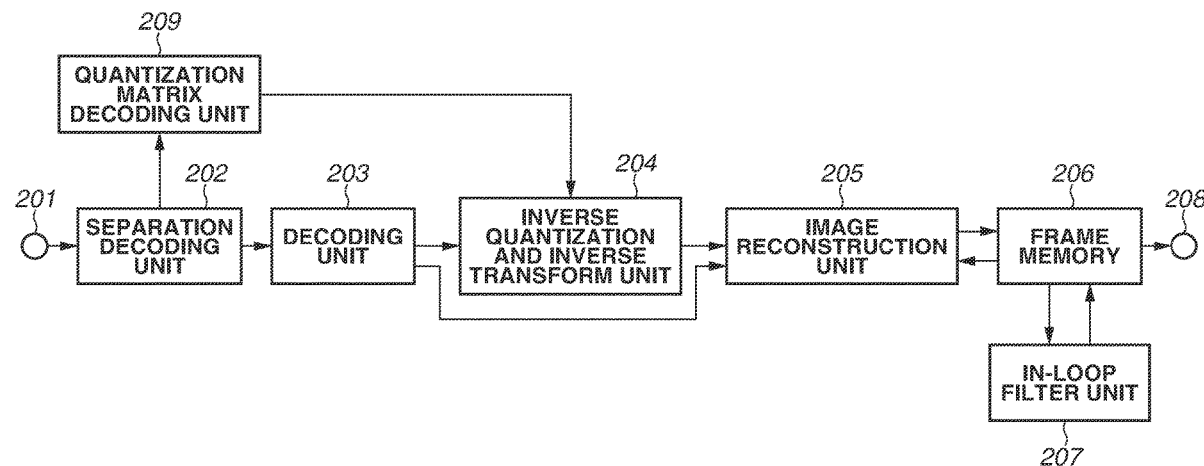 209
QUANTIZATION
MATRIX
DECODING UNIT
201
202
SEPARATION
DECODING
UNIT
203
DECODING
UNIT
204
INVERSE
QUANTIZATION
AND INVERSE
TRANSFORM UNIT
205
IMAGE
RECONSTRUCTION
UNIT
206
FRAME
MEMORY
208
IN-LOOP
FILTER UNIT
207